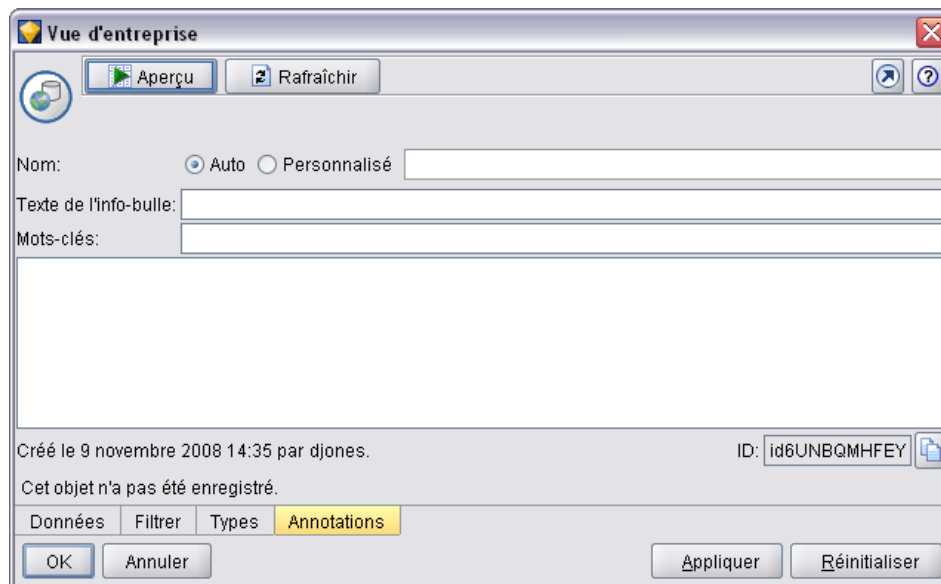 Vue d'entreprise
Aperçu Rafraîchir
Nom: Auto Personnalisé
Texte de l'info-bulle:
Mots-clés:
Créé le 9 novembre 2008 14:35 par djones. ID: id6UNBQMHFEY
Cet objet n'a pas été enregistré.
Données Filtrer Types Annotations
OK Annuler Appliquer Réinitialiser